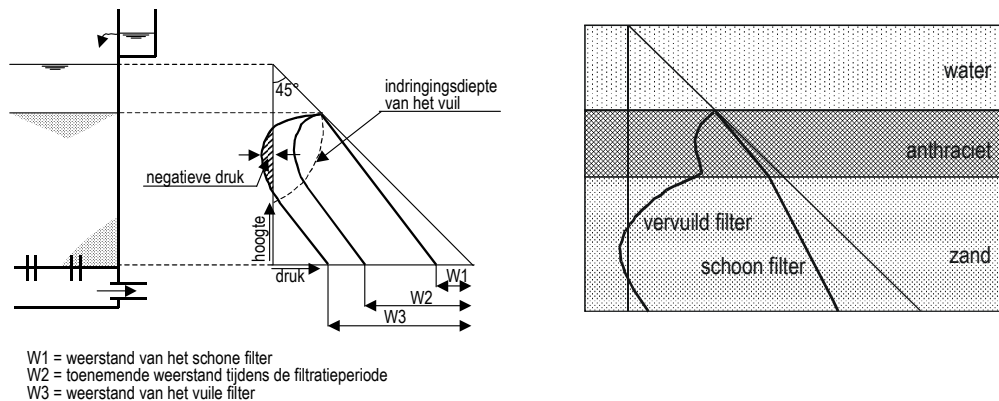 45°
indringingsdiepte
van het vuil
negatieve druk
hoogte
druk
W1
W2
W3
W1 = weerstand van het schone filter
W2 = toenemende weerstand tijdens de filtratieperiode
W3 = weerstand van het vuile filter
water
anthraciet
vervuild filter
schoon filter
zand